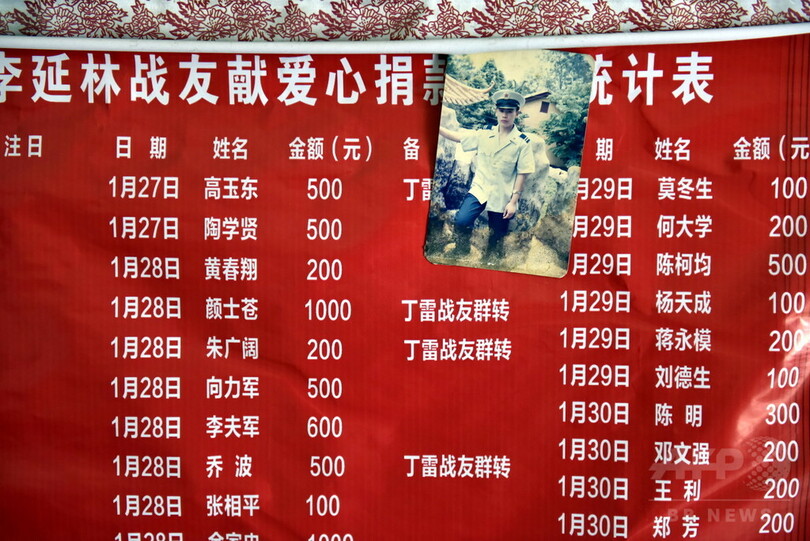 李延林战友献爱心捐 统计表
注日 日期 姓名 金额(元) 备 期 姓名 金额(元
1月27日 高玉东 500 丁雷
1月27日 陶学贤 500
1月28日 黄春翔 200
1月28日 颜士苍 1000 丁雷战友群转
1月28日 朱广阔 200 丁雷战友群转
1月28日 向力军 500
1月28日 李夫军 600
1月28日 乔波 500 丁雷战友群转
1月28日 张相平 100
1月28日
月29日 莫冬生 100
月29日 何大学 200
月29日 陈柯均 500
1月29日 杨天成 100
1月29日 蒋永模 200
1月29日 刘德生 100
1月30日 陈明 300
1月30日 邓文强 200
1月30日 王利 200
1月30日 郑芳 200
AFP
BB NEWS